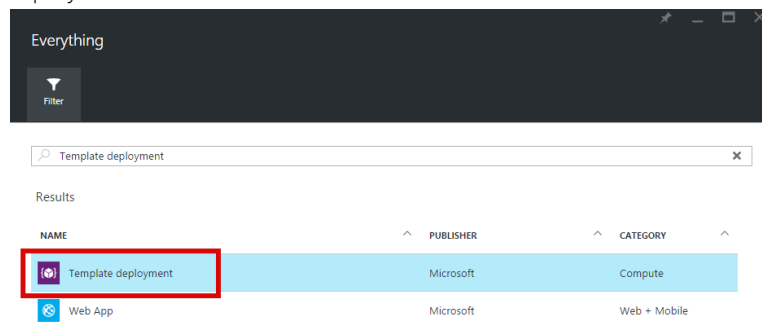 Everything
Filter
Template deployment
Results
NAME PUBLISHER CATEGORY
Template deployment Microsoft Compute
Web App Microsoft Web + Mobile